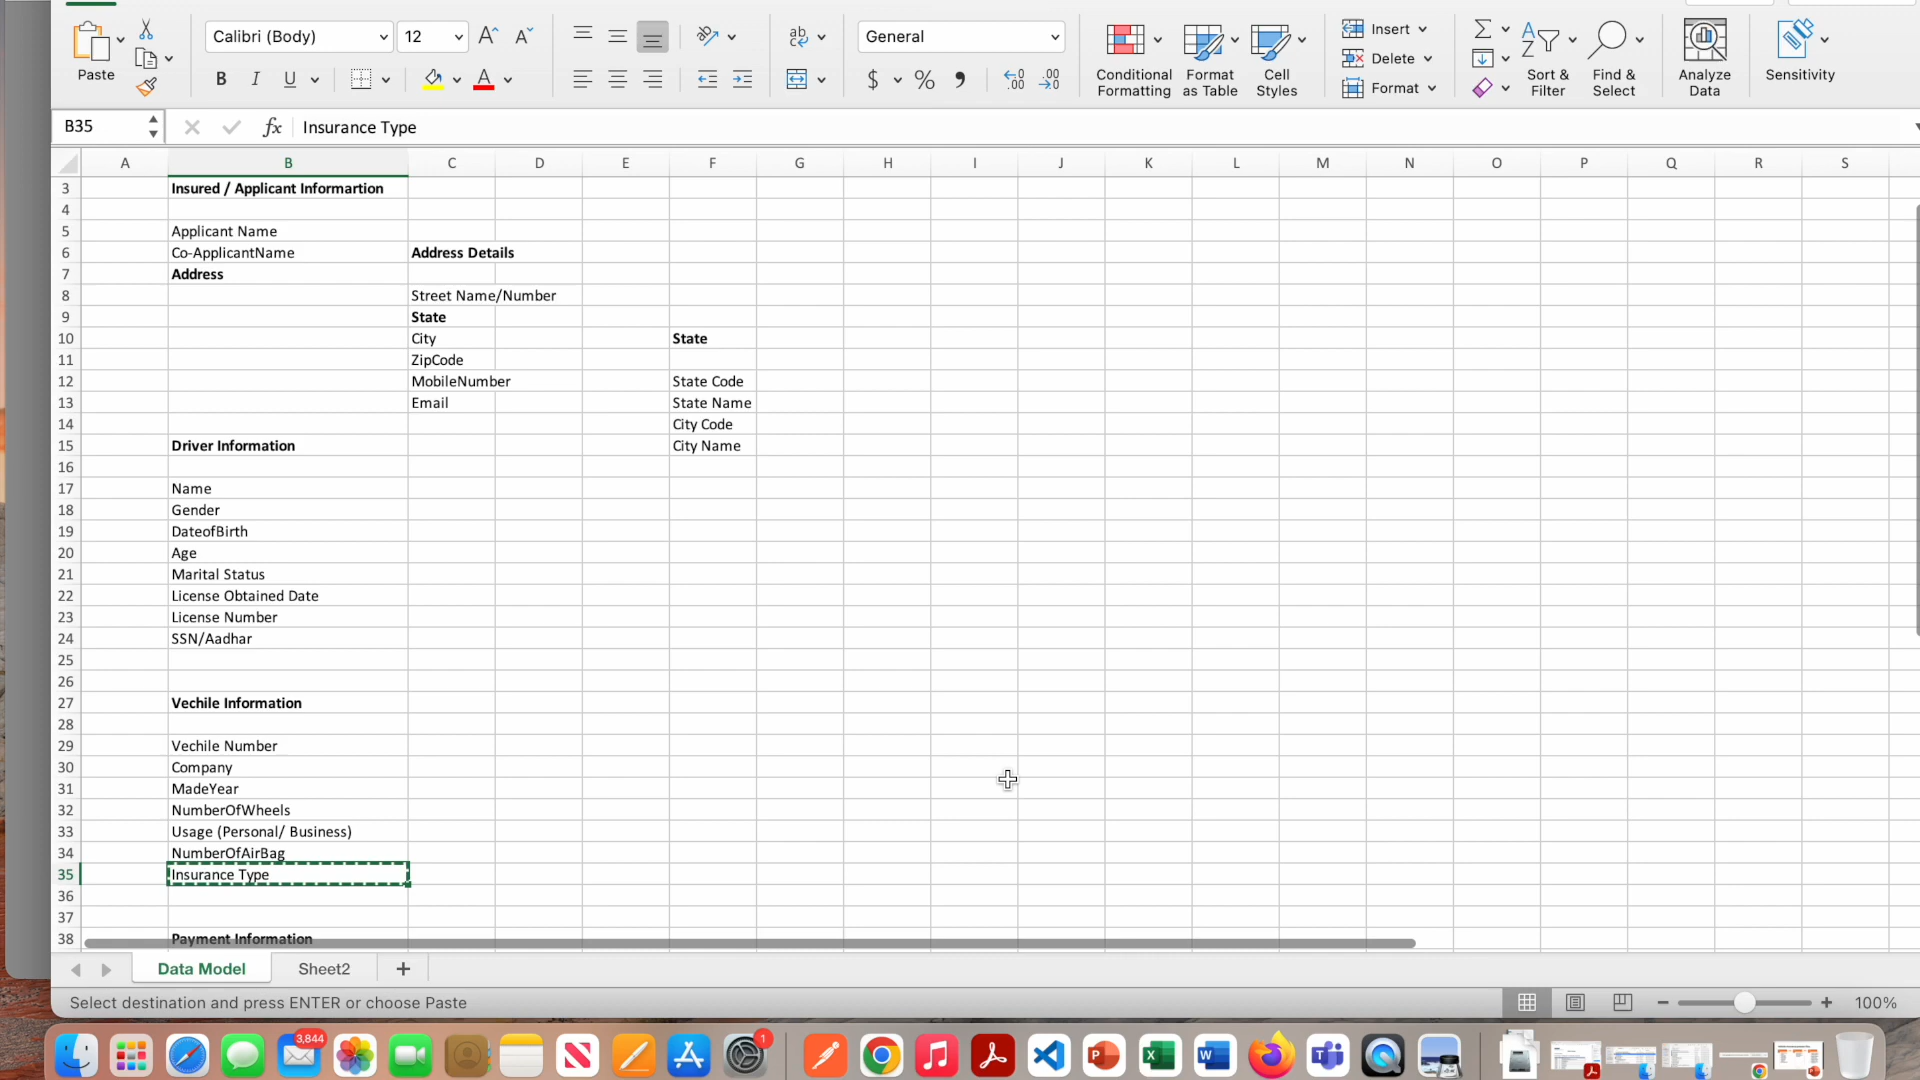 Calibri (Body)
12
General
Paste
Conditional Formatting
Format as Table
Cell Styles
Insert
Delete
Format
Sort & Filter
Find & Select
Analyze Data
Sensitivity
B35
fx
Insurance Type
A B C D E F G H I J K L M N O P Q R S
3 Insured / Applicant Informartion
4
5 Applicant Name
6 Co-ApplicantName Address Details
7 Address
8 Street Name/Number
9 State
10 City State
11 ZipCode
12 MobileNumber State Code
13 Email State Name
14 City Code
15 Driver Information City Name
16
17 Name
18 Gender
19 DateofBirth
20 Age
21 Marital Status
22 License Obtained Date
23 License Number
24 SSN/Aadhar
25
26
27 Vechile Information
28
29 Vechile Number
30 Company
31 MadeYear
32 NumberOfWheels
33 Usage (Personal/ Business)
34 NumberOfAirBag
35 Insurance Type
36
37
38 Payment Information
Data Model Sheet2 +
Select destination and press ENTER or choose Paste
100%
3,844
1